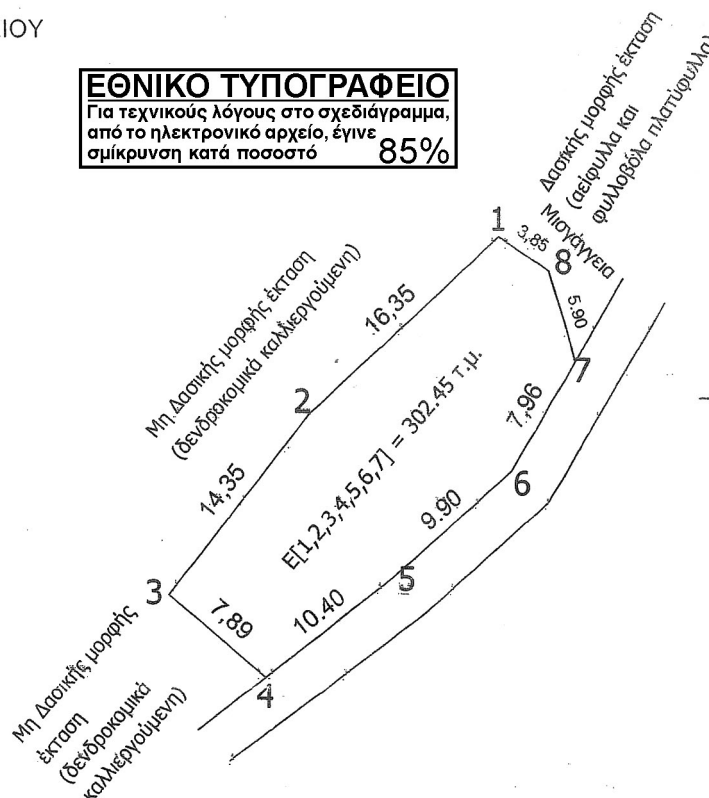 ΙΟΥ
ΕΘΝΙΚΟ ΤΥΠΟΓΡΑΦΕΙΟ
Για τεχνικούς λόγους στο σχεδιάγραμμα,
από το ηλεκτρονικό αρχείο, έγινε
σμίκρυνση κατά ποσοστό 85%
Δασικής μορφής έκταση
(αείφυλλα και
φυλλοβόλα πλατύφυλλα)
Μισγάγγεια
1
3,85
8
5.90
7
Μη Δασικής μορφής έκταση
(δενδροκομικά καλλιεργούμενη)
16,35
2
7,96
E[1,2,3,4,5,6,7] = 302.45 τ.μ.
14,35
6
9.90
3
5
7,89
10.40
4
Μη Δασικής μορφής
έκταση
(δενδροκομικά
καλλιεργούμενη)